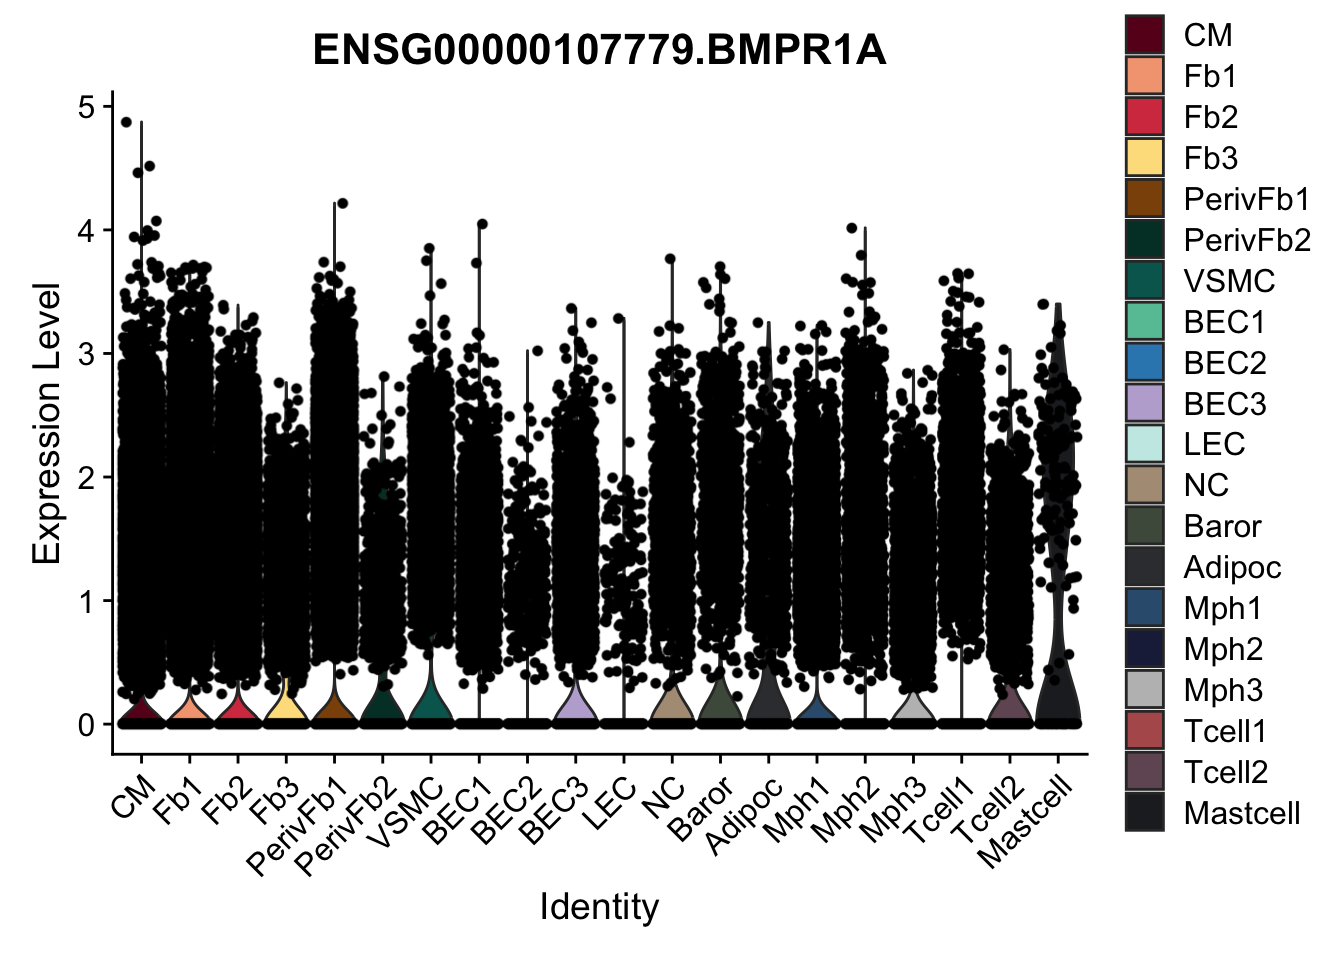 ENSG00000107779.BMPR1A
Expression Level
5
4
3
2
1
0
CM
Fb1
Fb2
Fb3
PerivFb1
PerivFb2
VSMC
BEC1
BEC2
BEC3
LEC
NC
Baror
Adipoc
Mph1
Mph2
Mph3
Tcell1
Tcell2
Mastcell
Identity
CM
Fb1
Fb2
Fb3
PerivFb1
PerivFb2
VSMC
BEC1
BEC2
BEC3
LEC
NC
Baror
Adipoc
Mph1
Mph2
Mph3
Tcell1
Tcell2
Mastcell